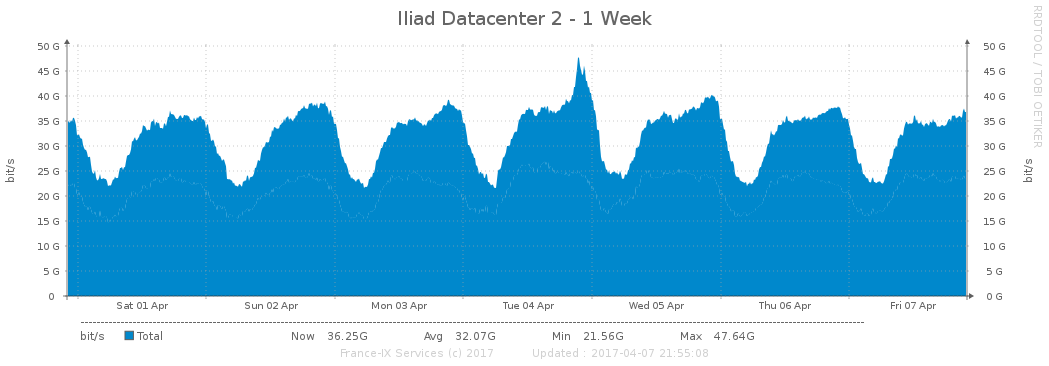 Iliad Datacenter 2 - 1 Week
RRDTOOL / TOBI OETIKER
bit/s
50 G
45 G
40 G
35 G
30 G
25 G
20 G
15 G
10 G
5 G
0
50 G
45 G
40 G
35 G
30 G
25 G
20 G
15 G
10 G
5 G
0 G
bit/s
Sat 01 Apr Sun 02 Apr Mon 03 Apr Tue 04 Apr Wed 05 Apr Thu 06 Apr Fri 07 Apr
bit/s Total Now 36.25G Avg 32.07G Min 21.56G Max 47.64G
France-IX Services (c) 2017 Updated : 2017-04-07 21:55:08